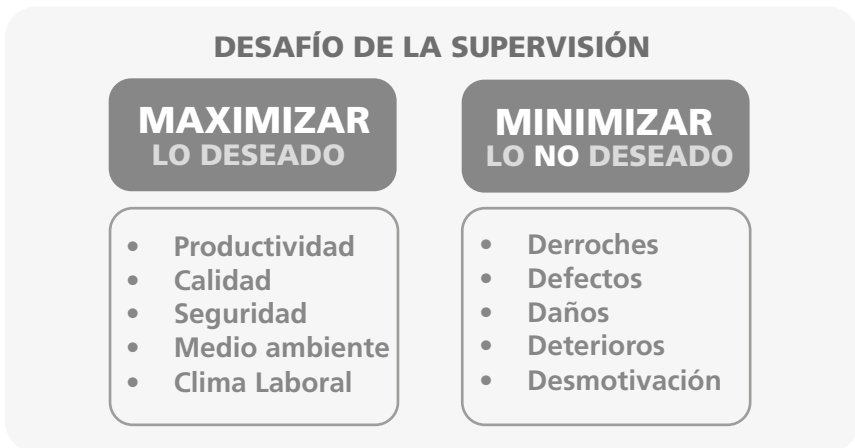 DESAFÍO DE LA SUPERVISIÓN
MAXIMIZAR
LO DESEADO
• Productividad
• Calidad
• Seguridad
• Medio ambiente
• Clima Laboral
MINIMIZAR
LO NO DESEADO
• Derroches
• Defectos
• Daños
• Deterioros
• Desmotivación